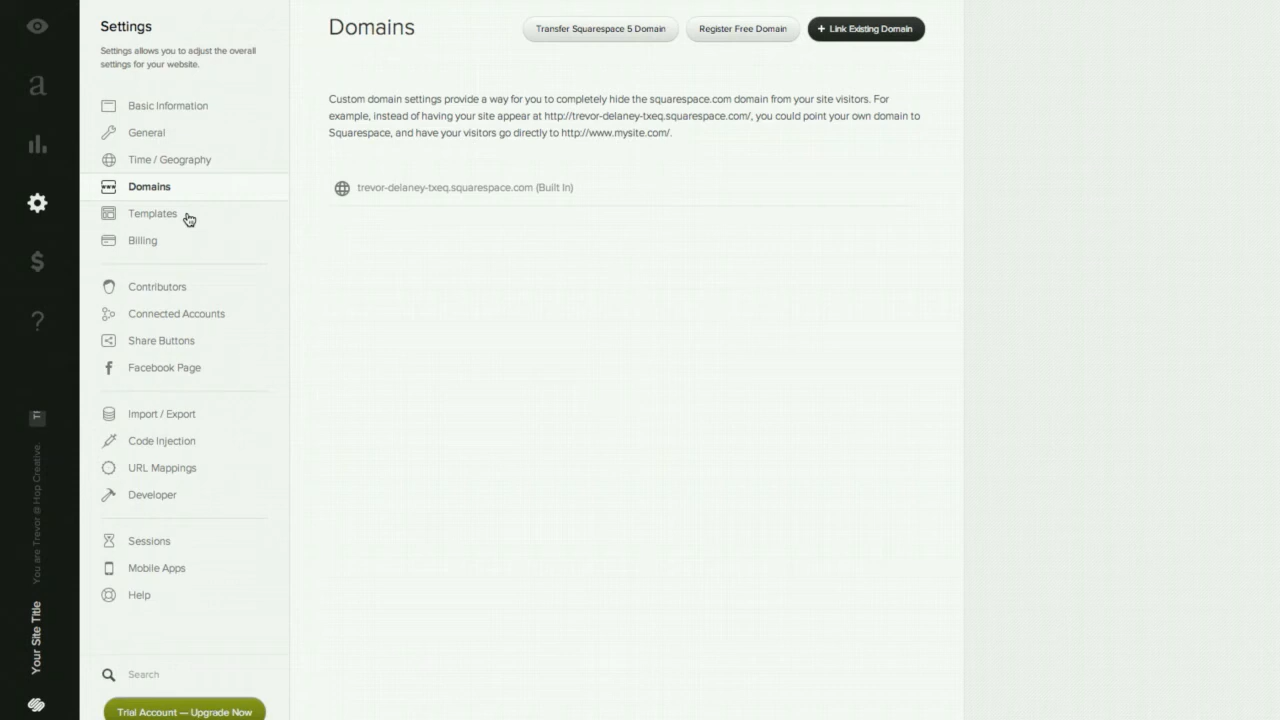 a
$
?
You are Trevor @ Hop Creative.
Your Site Title
Settings
Settings allows you to adjust the overall
settings for your website.
Basic Information
General
Time / Geography
Domains
Templates
Billing
Contributors
Connected Accounts
Share Buttons
Facebook Page
Import / Export
Code Injection
URL Mappings
Developer
Sessions
Mobile Apps
Help
Search
Trial Account — Upgrade Now
Domains
Transfer Squarespace 5 Domain
Register Free Domain
+ Link Existing Domain
Custom domain settings provide a way for you to completely hide the squarespace.com domain from your site visitors. For
example, instead of having your site appear at http://trevor-delaney-txeq.squarespace.com/, you could point your own domain to
Squarespace, and have your visitors go directly to http://www.mysite.com/.
trevor-delaney-txeq.squarespace.com (Built In)